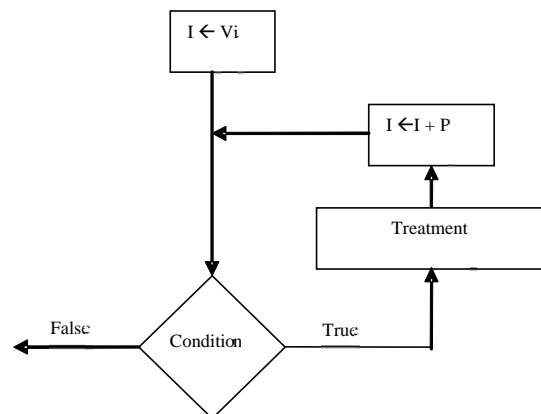 I ← Vi
I ←I + P
Treatment
False
Condition
True